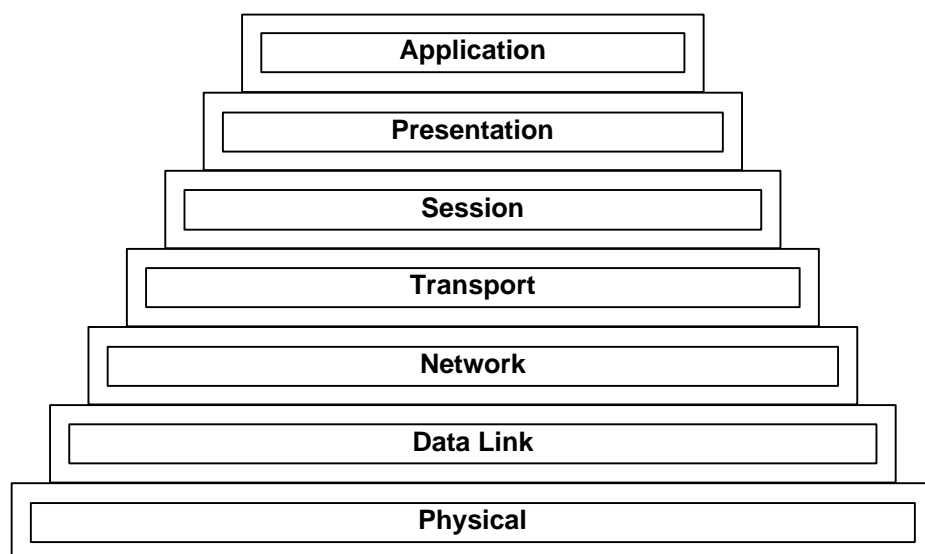 Application
Presentation
Session
Transport
Network
Data Link
Physical